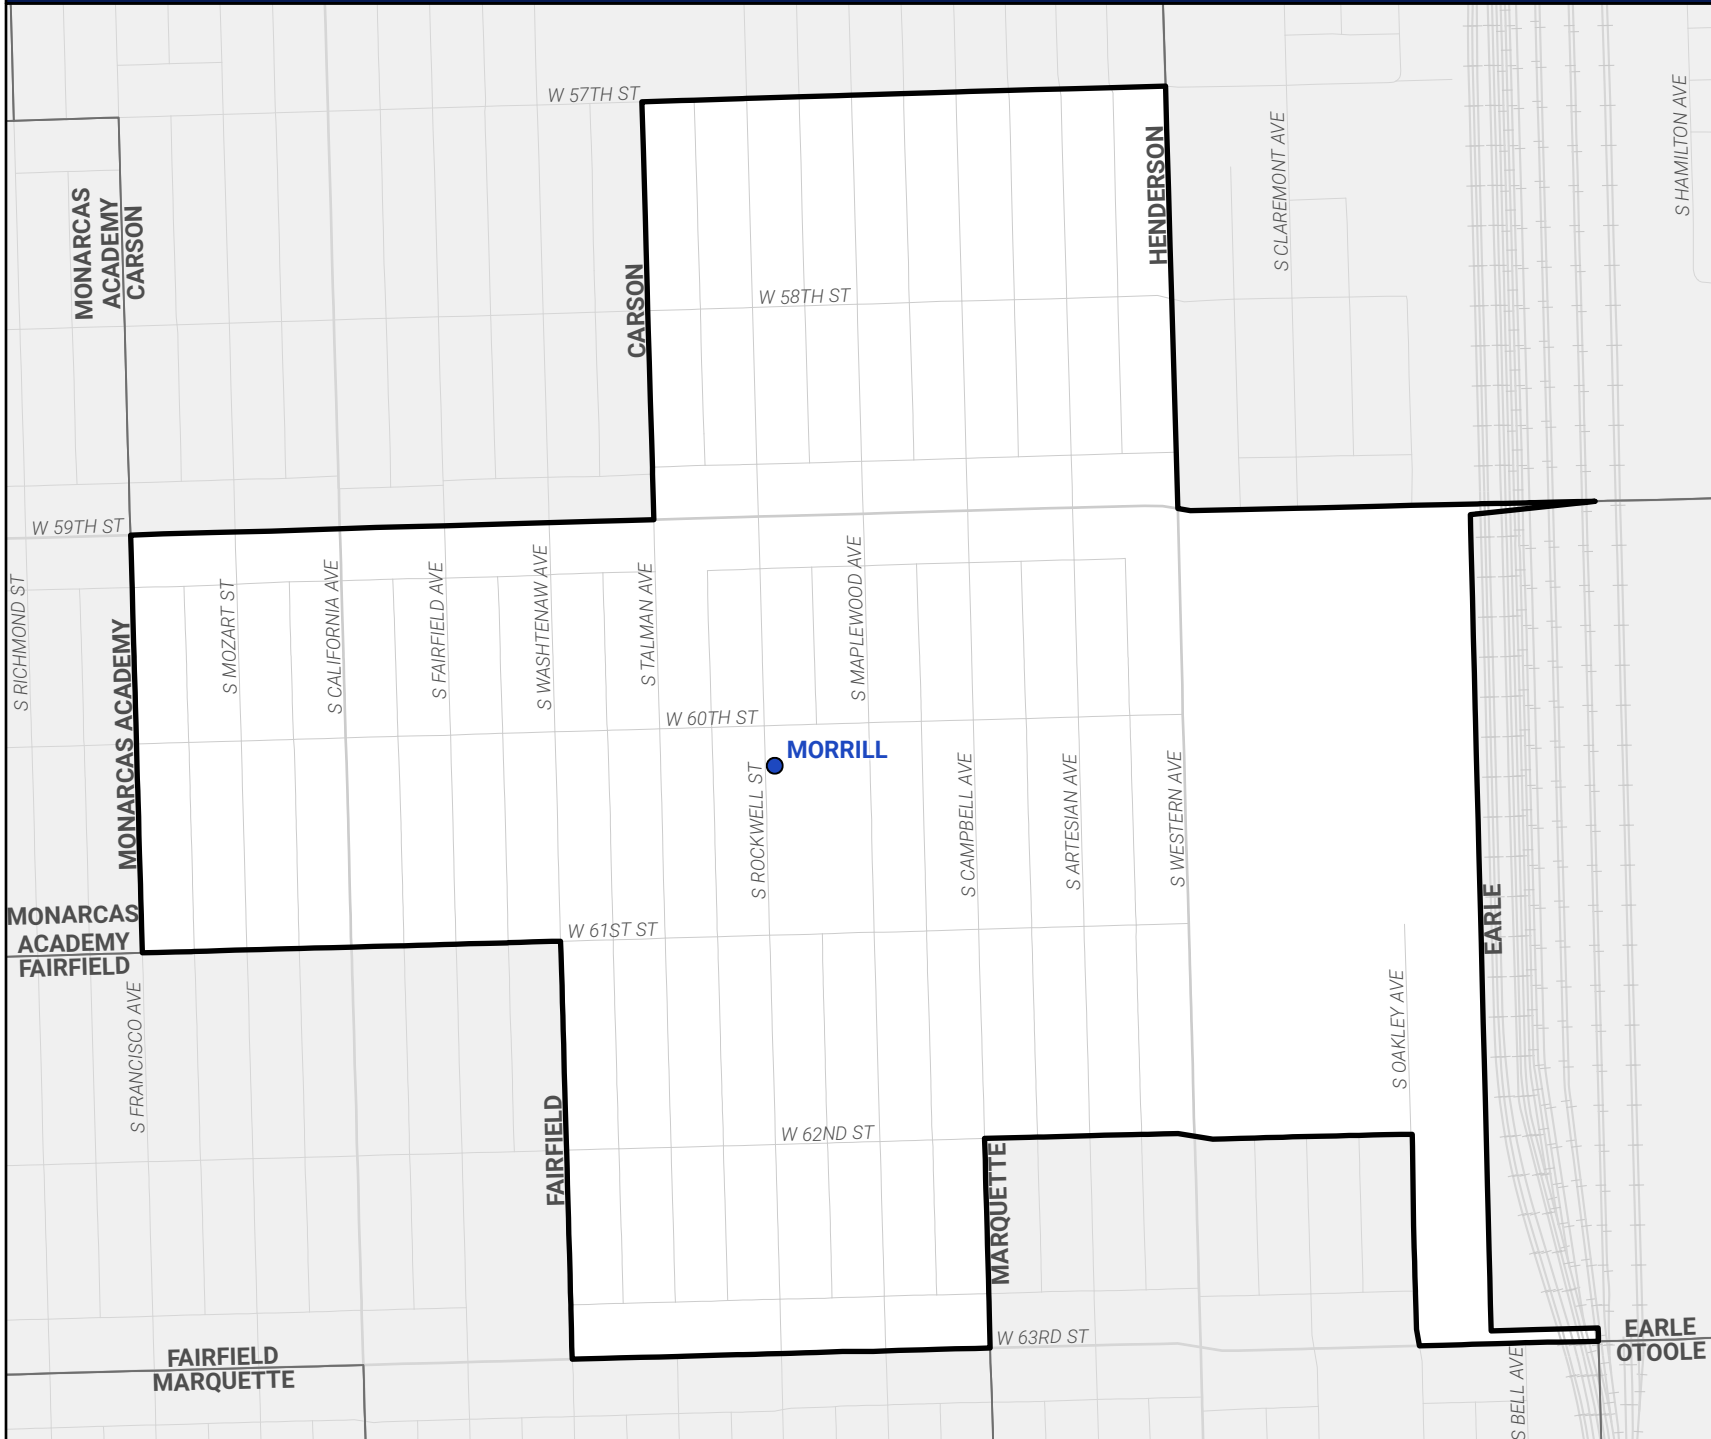 W 57TH ST
HENDERSON
S CLAREMONT AVE
S HAMILTON AVE
MONARCAS
ACADEMY
CARSON
CARSON
W 58TH ST
W 59TH ST
S RICHMOND ST
MONARCAS ACADEMY
S MOZART ST
S CALIFORNIA AVE
S FAIRFIELD AVE
S WASHTENAW AVE
S TALMAN AVE
S MAPLEWOOD AVE
W 60TH ST
MORRILL
S ROCKWELL ST
S CAMPBELL AVE
S ARTESIAN AVE
S WESTERN AVE
EARLE
MONARCAS
ACADEMY
FAIRFIELD
W 61ST ST
S FRANCISCO AVE
S OAKLEY AVE
FAIRFIELD
W 62ND ST
MARQUETTE
W 63RD ST
EARLE
OTOOLE
FAIRFIELD
MARQUETTE
S BELL AVE